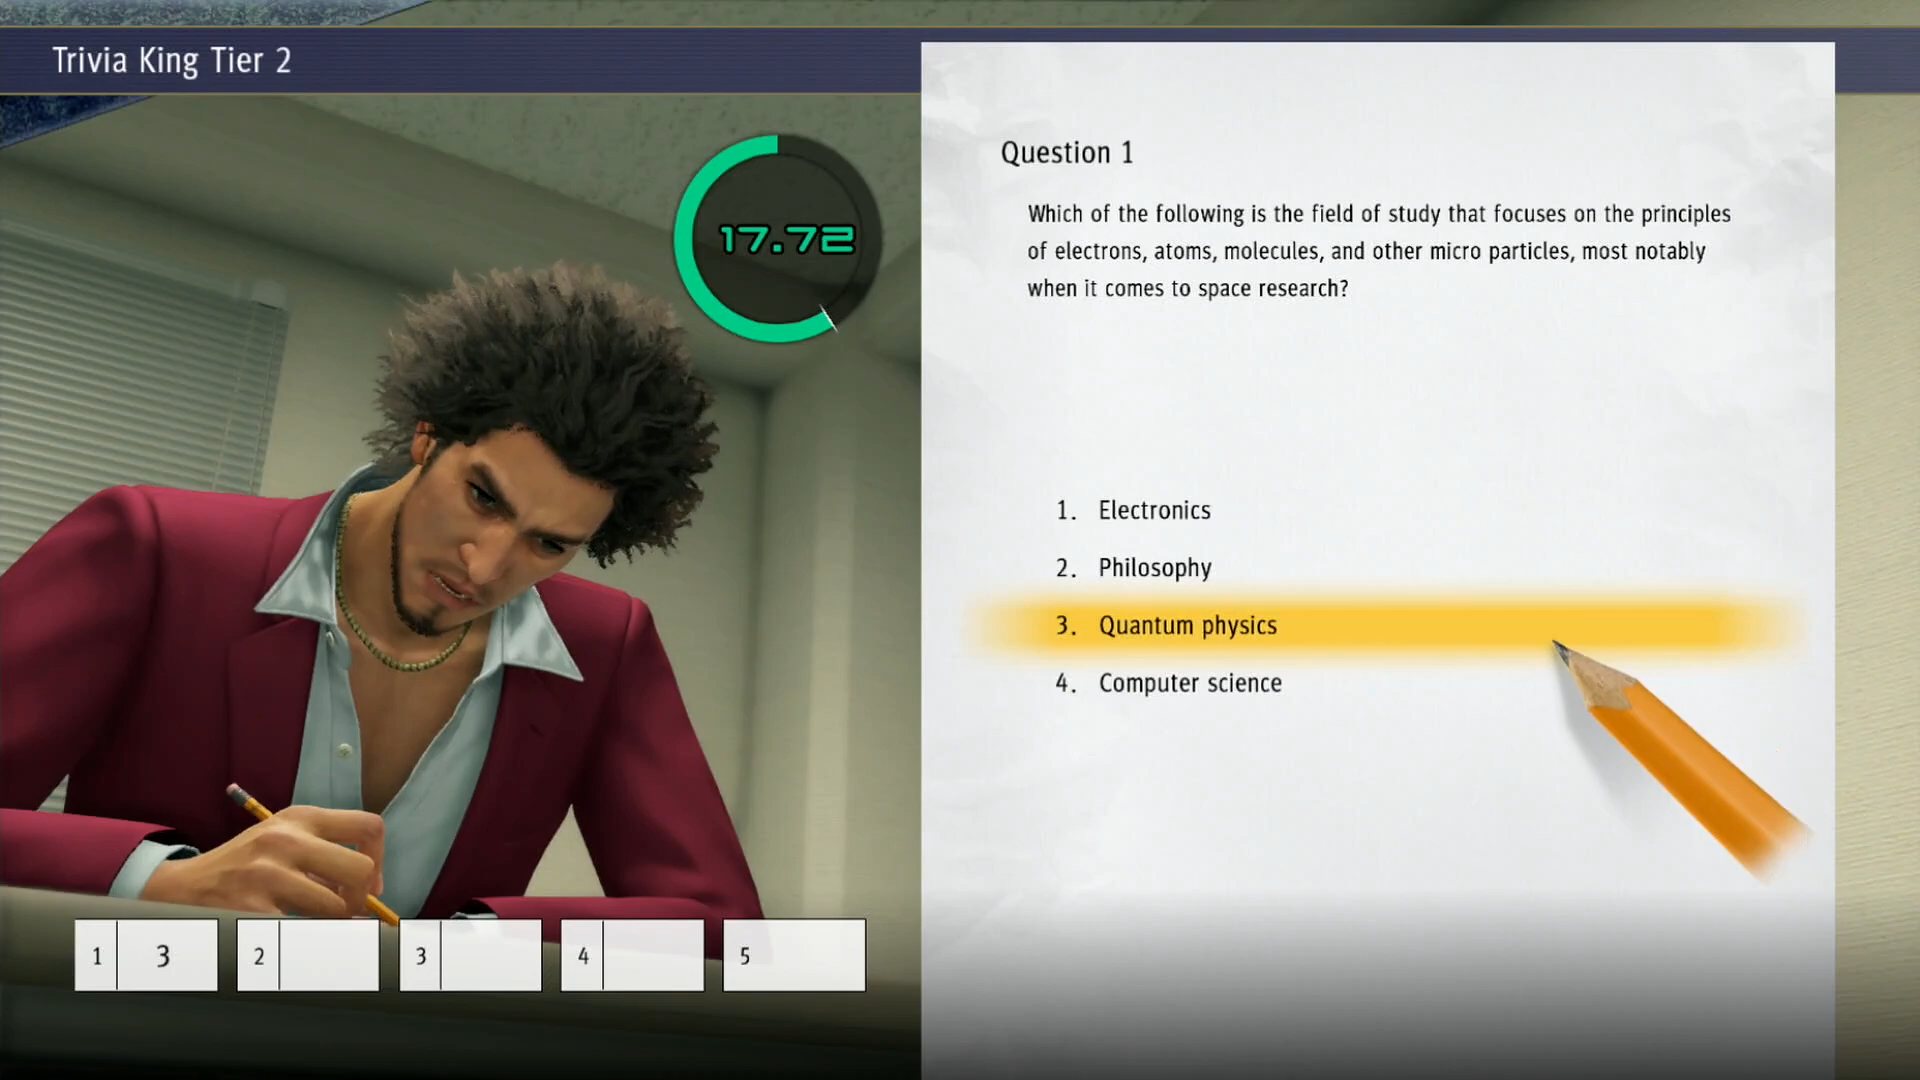 Trivia King Tier 2
17.72
Question 1
Which of the following is the field of study that focuses on the principles
of electrons, atoms, molecules, and other micro particles, most notably
when it comes to space research?
1. Electronics
2. Philosophy
3. Quantum physics
4. Computer science
1 3 2 3 4 5